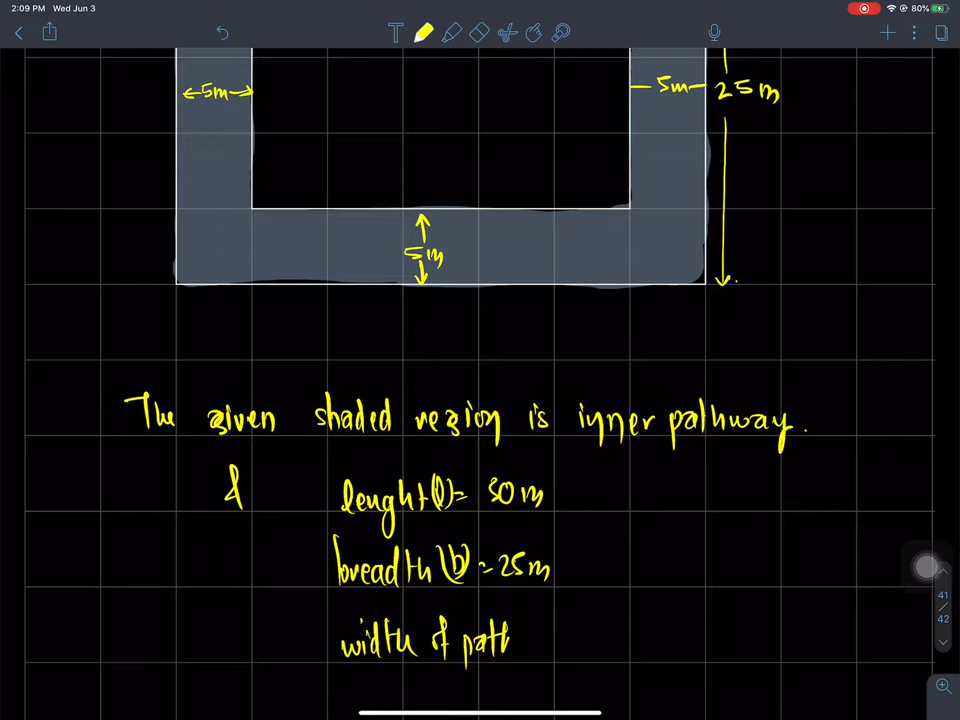 2:09 PM Wed Jun 3
80%
T
5m
5m
25m
5m
The given shaded region is inner pathway.
& lenght(l)= 50 m
breadth (b) = 25m
width of path
41
/
42